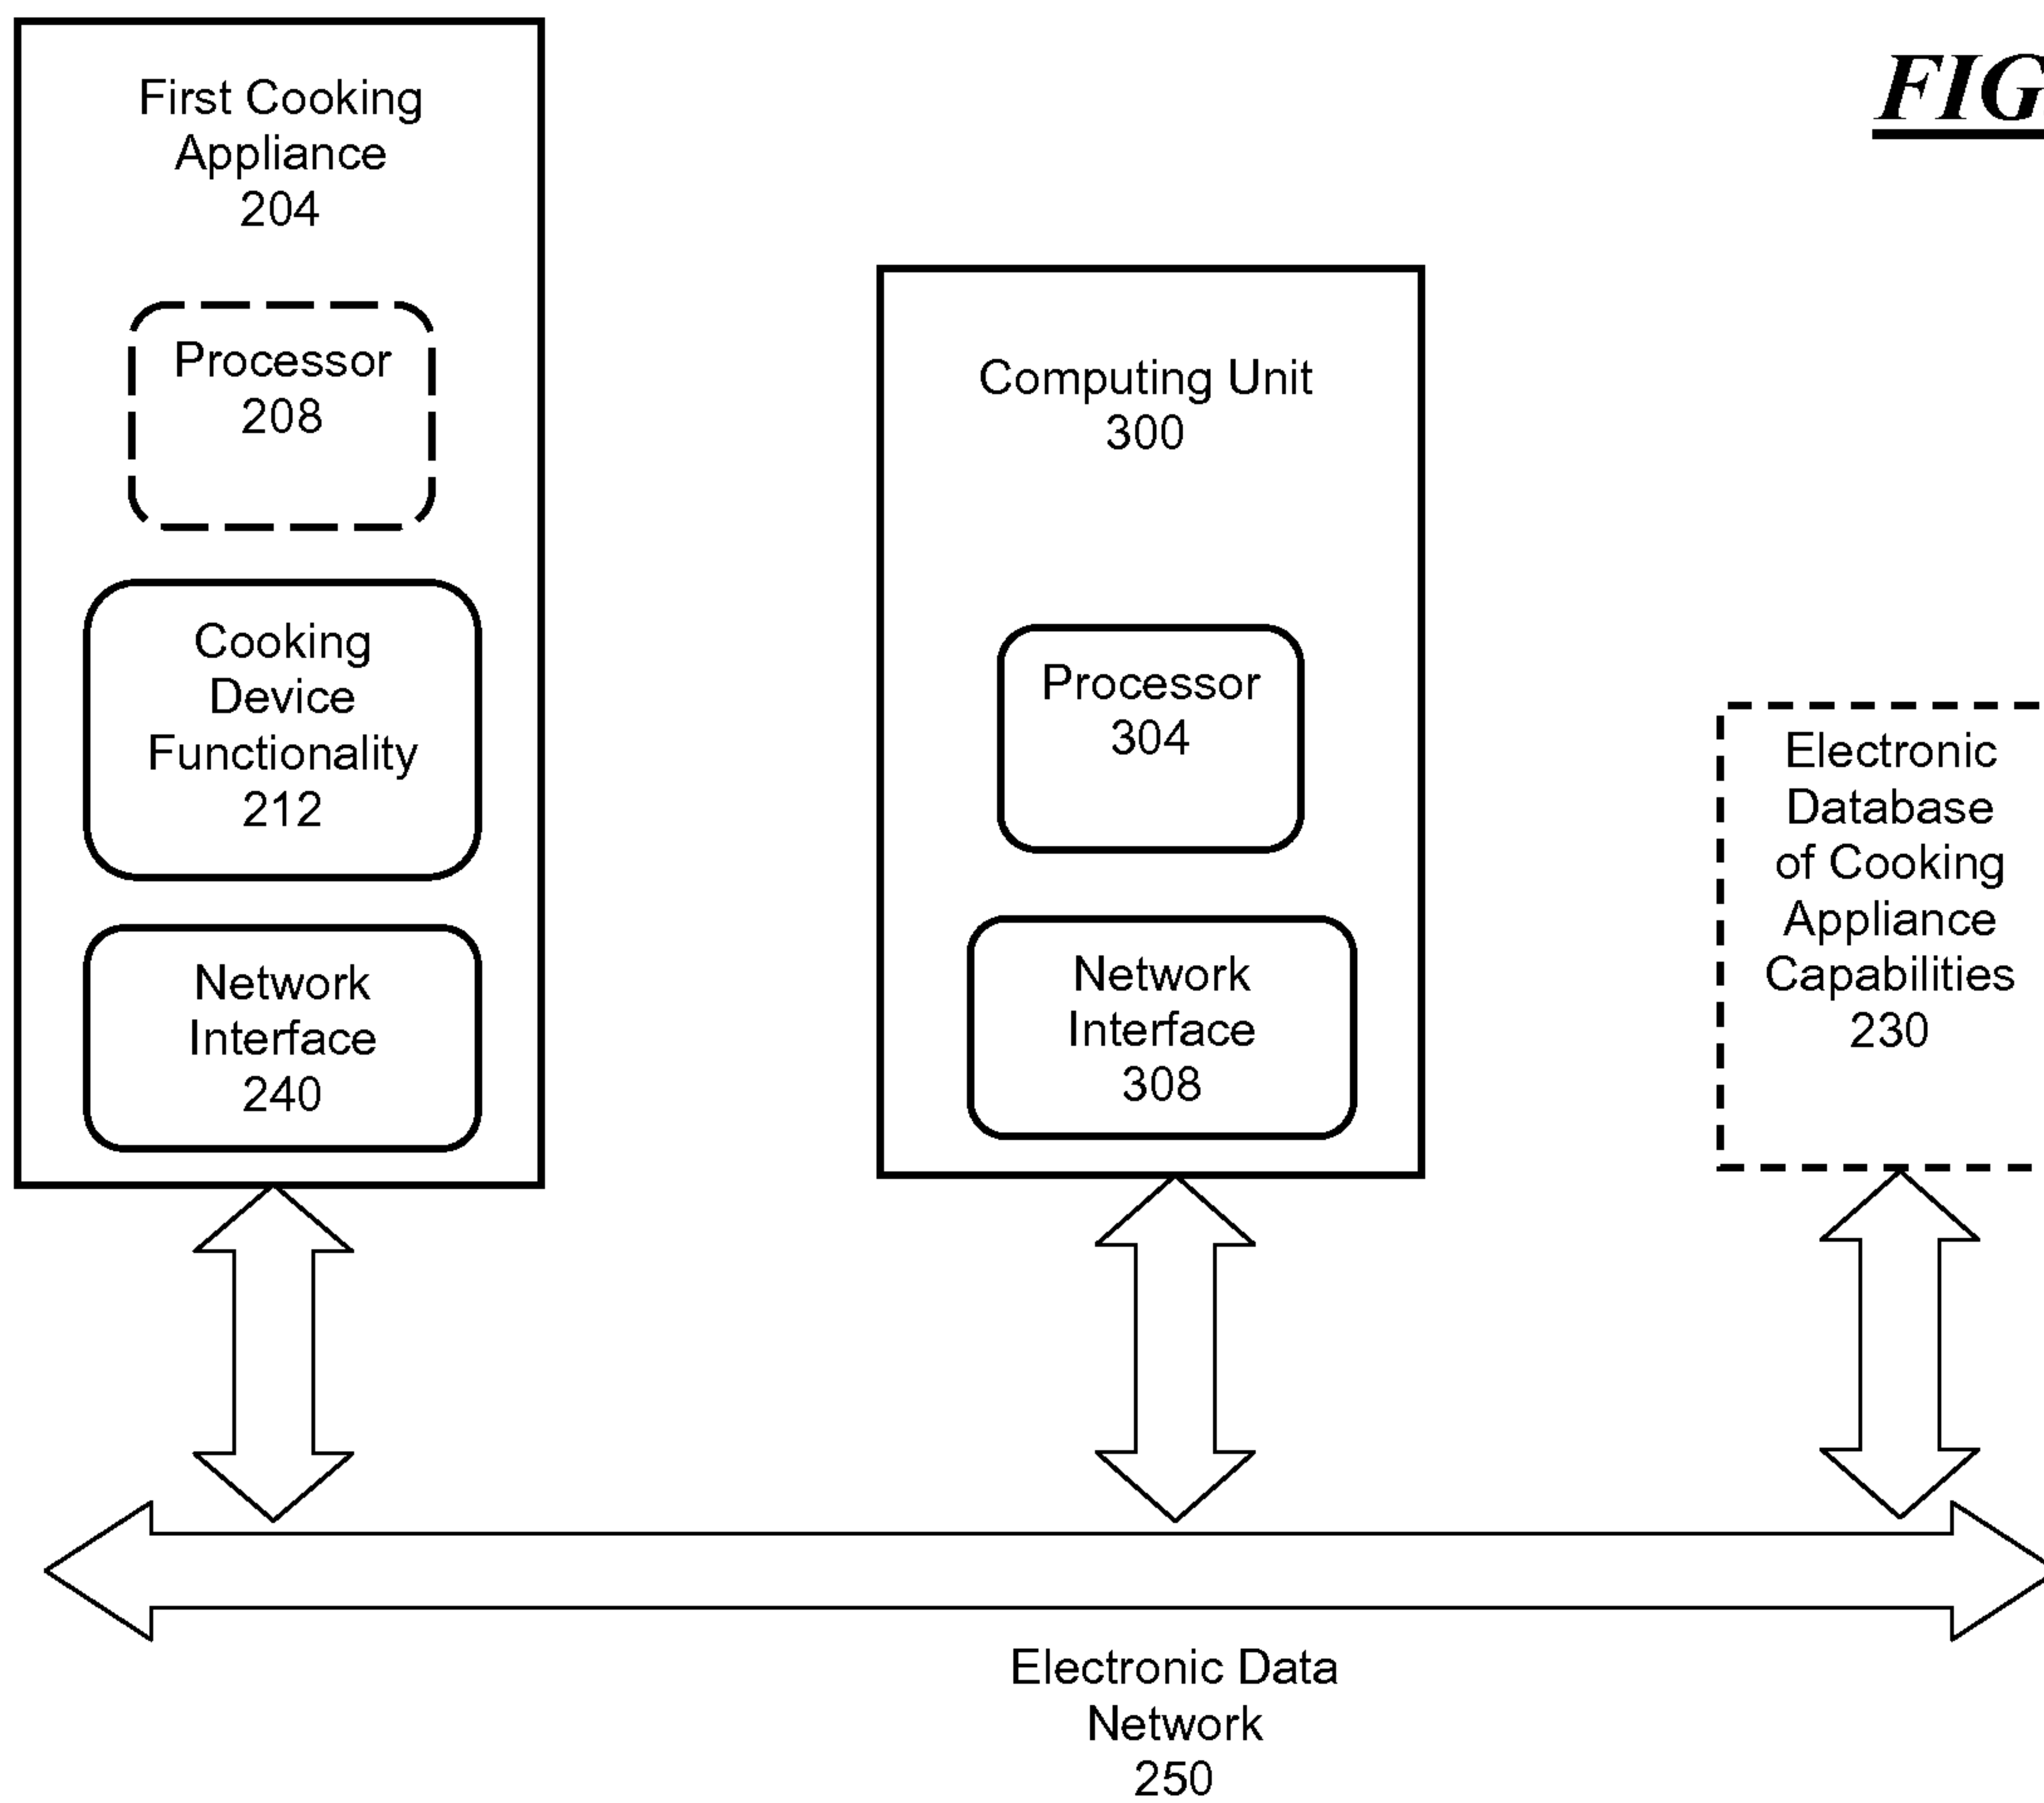 FIG
First Cooking
Appliance
204
Processor
208
Cooking
Device
Functionality
212
Network
Interface
240
Computing Unit
300
Processor
304
Network
Interface
308
Electronic
Database
of Cooking
Appliance
Capabilities
230
Electronic Data
Network
250